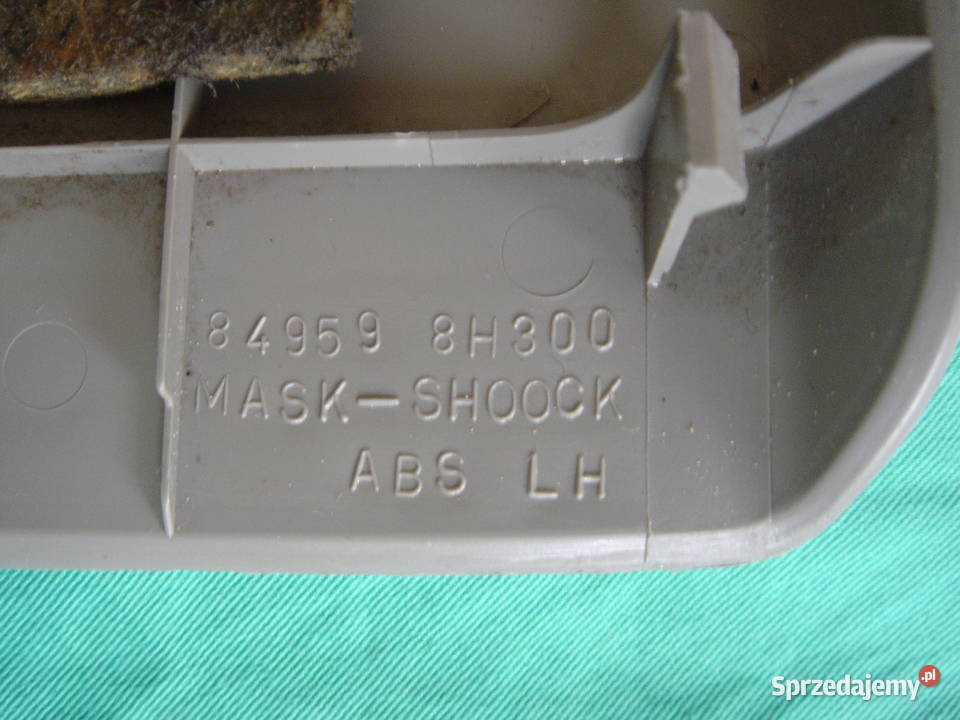 84959 8H300
MASK-SHOOCK
ABS LH
Sprzedajemy.pl